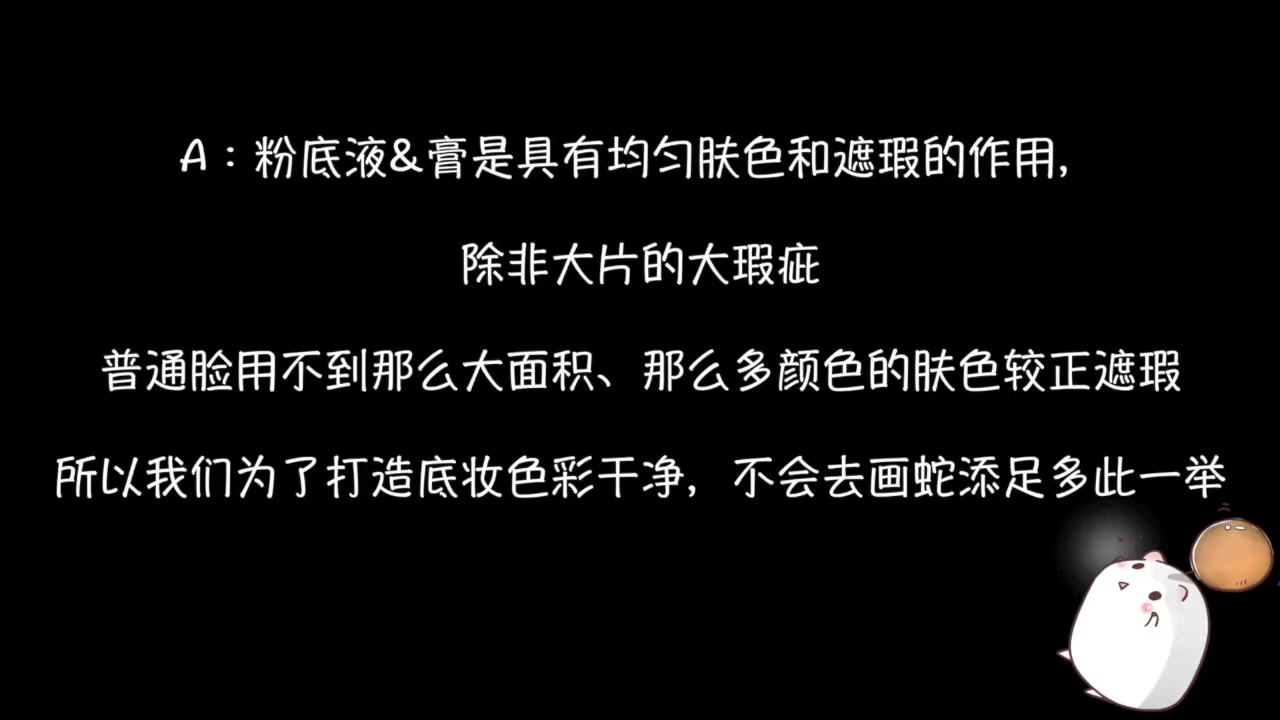 A：粉底液&膏是具有均匀肤色和遮瑕的作用,
除非大片的大瑕疵
普通脸用不到那么大面积、那么多颜色的肤色较正遮瑕
所以我们为了打造底妆色彩干净，不会去画蛇添足多此一举